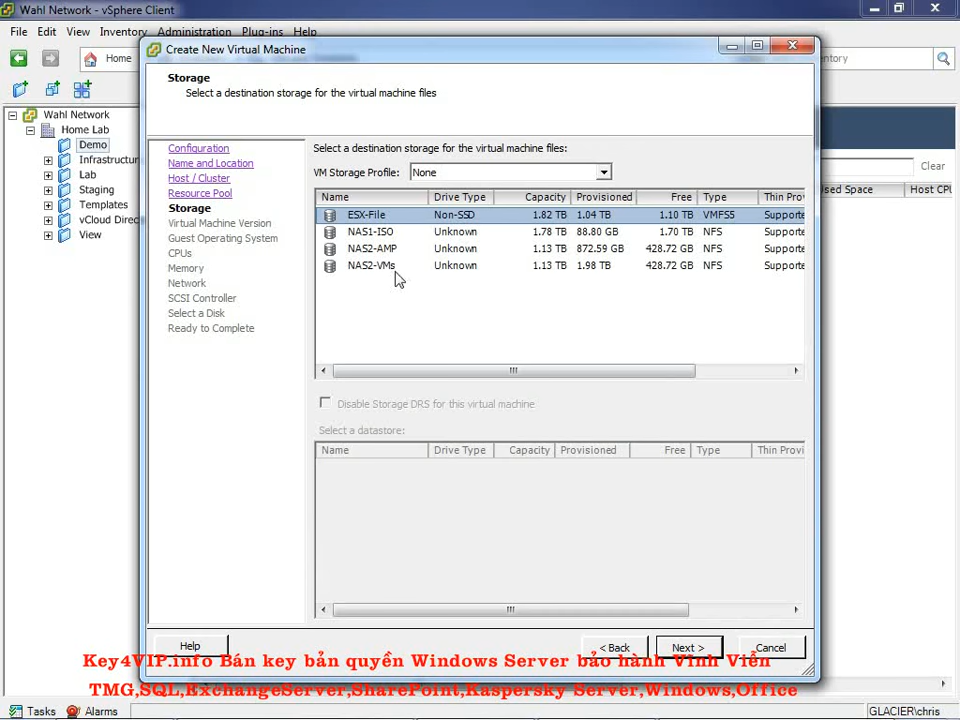 Wahl Network - vSphere Client
File Edit View Inventory Administration Plug-ins Help
Home
Create New Virtual Machine
Storage
Select a destination storage for the virtual machine files
Wahl Network
Home Lab
Demo
Infrastructur
Lab
Staging
Templates
vCloud Direc
View
Clear
Used Space Host CPU
Configuration
Name and Location
Host / Cluster
Resource Pool
Storage
Virtual Machine Version
Guest Operating System
CPUs
Memory
Network
SCSI Controller
Select a Disk
Ready to Complete
Select a destination storage for the virtual machine files:
VM Storage Profile: None
Name Drive Type Capacity Provisioned Free Type Thin Prov
ESX-File Non-SSD 1.82 TB 1.04 TB 1.10 TB VMFS5 Supporte
NAS1-ISO Unknown 1.78 TB 88.80 GB 1.70 TB NFS Supporte
NAS2-AMP Unknown 1.13 TB 872.59 GB 428.72 GB NFS Supporte
NAS2-VMs Unknown 1.13 TB 1.98 TB 428.72 GB NFS Supporte
Disable Storage DRS for this virtual machine
Select a datastore:
Name Drive Type Capacity Provisioned Free Type Thin Provi
Help < Back Next > Cancel
Key4VIP.info Bán key bản quyền Windows Server bảo hành Vĩnh Viễn
TMG,SQL,ExchangeServer,SharePoint,Kaspersky Server,Windows,Office
Tasks Alarms GLACIER\chris